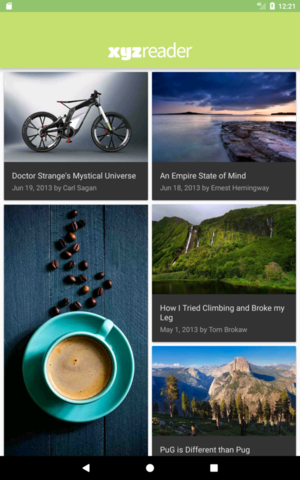 12:21
xyzreader
Doctor Strange's Mystical Universe
Jun 19, 2013 by Carl Sagan
An Empire State of Mind
Jun 18, 2013 by Ernest Hemingway
How I Tried Climbing and Broke my
Leg
May 1, 2013 by Tom Brokaw
PuG is Different than Pug